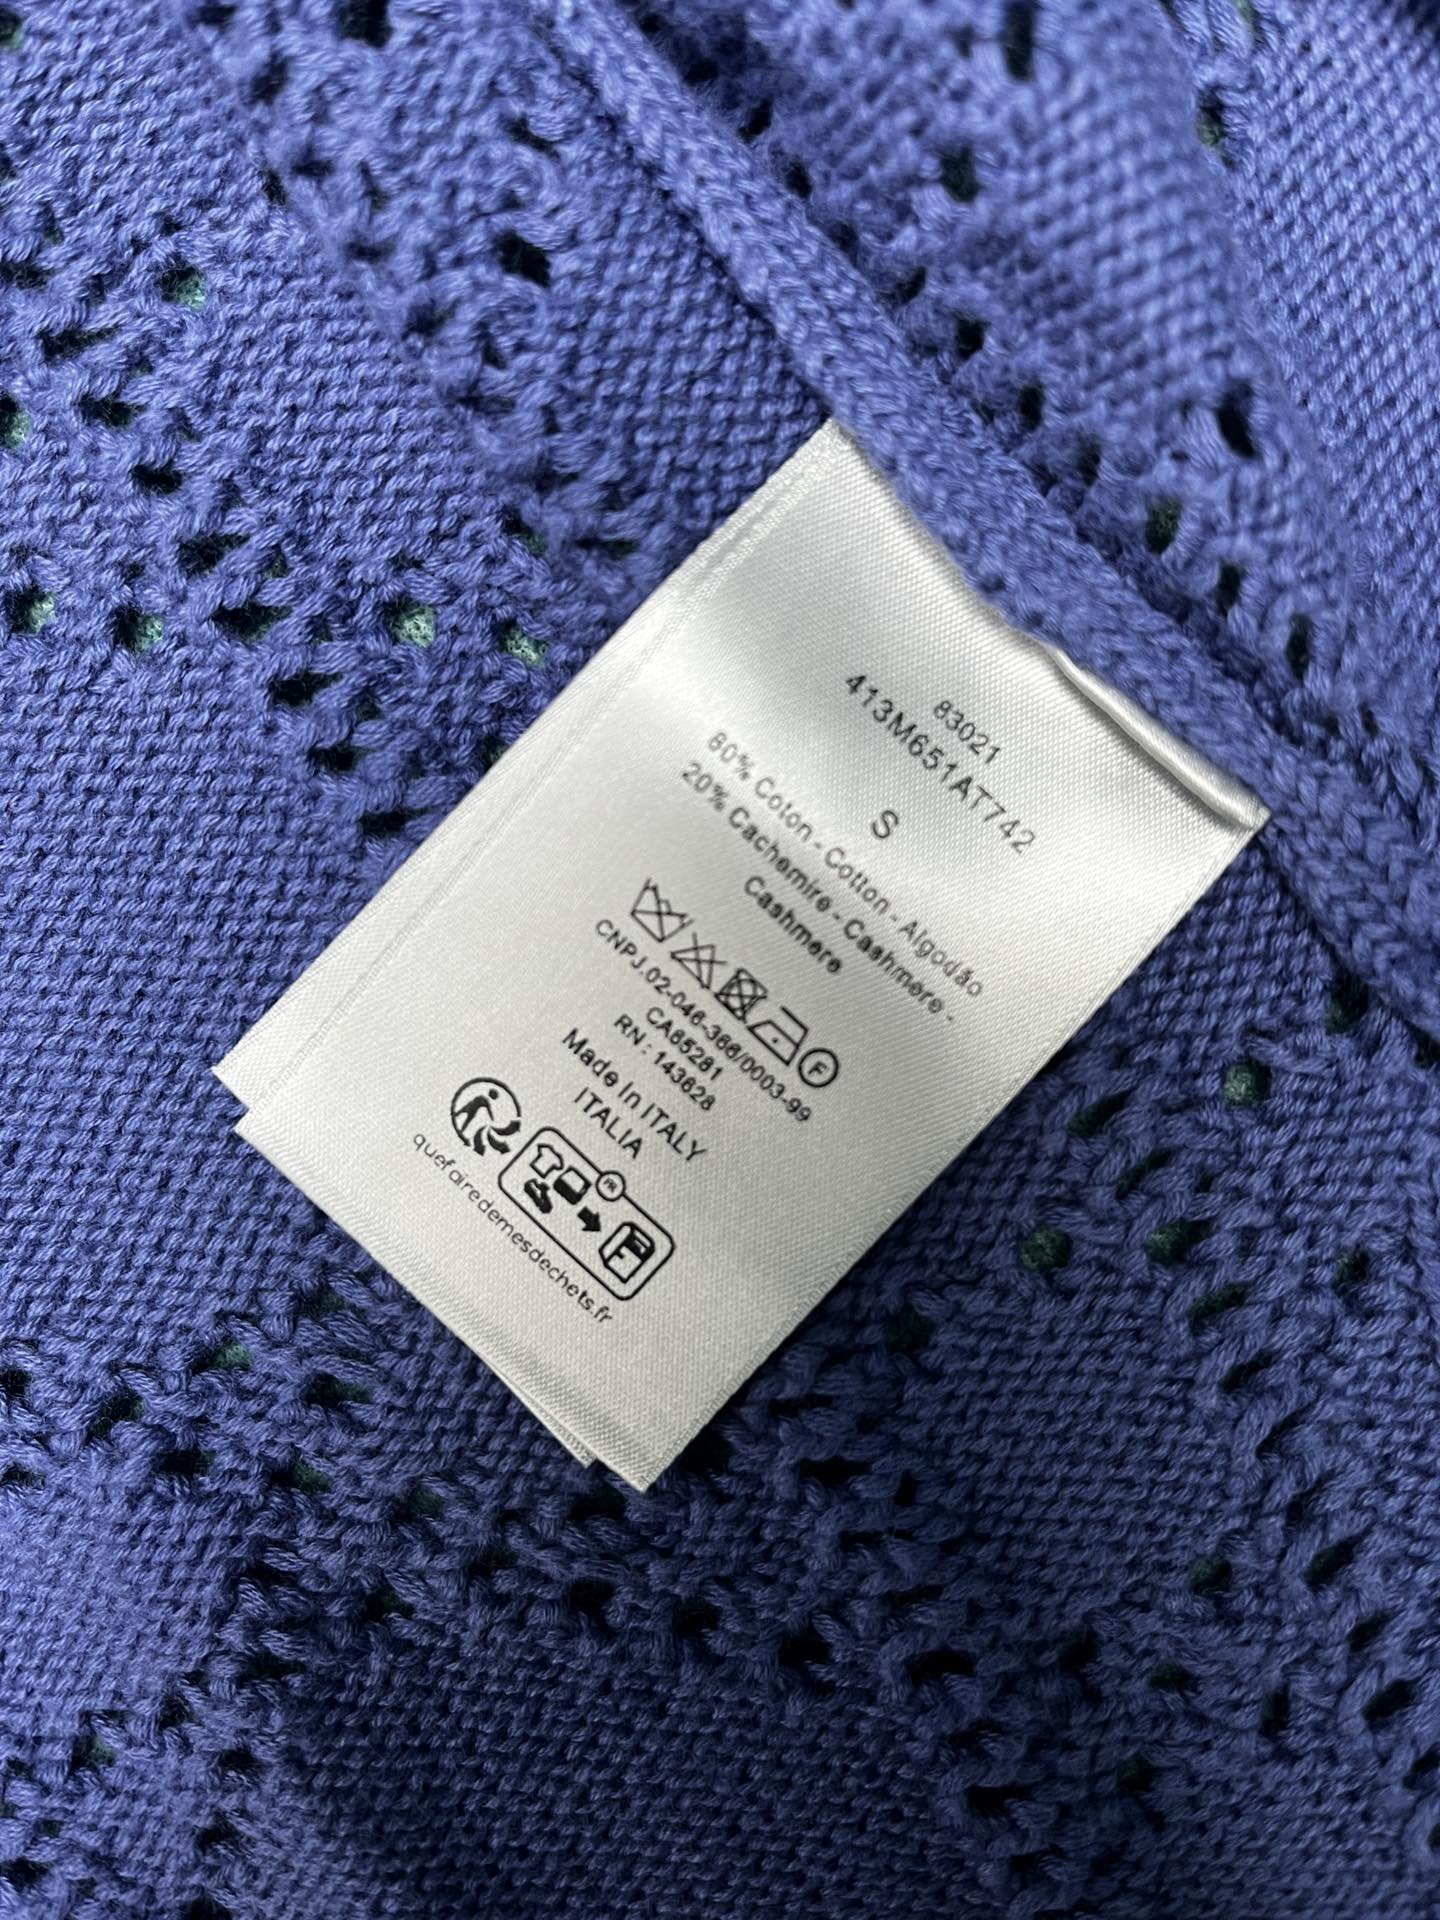 83021
413M651AT742
S
80% Coton - Cotton - Algodão
20% Cachemire - Cashmere -
Cashmere
F
CNPJ.02-046-366/0003-99
CA65281
RN : 143628
Made In ITALY
ITALIA
FR
quefairedemesdechets.fr